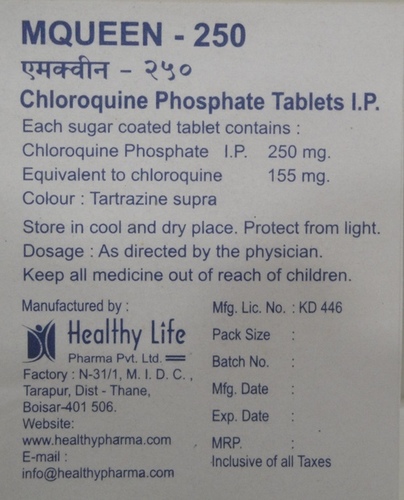 MQUEEN - 250
एमक्वीन - २५०
Chloroquine Phosphate Tablets I.P.
Each sugar coated tablet contains :
Chloroquine Phosphate I.P. 250 mg.
Equivalent to chloroquine 155 mg.
Colour : Tartrazine supra
Store in cool and dry place. Protect from light.
Dosage : As directed by the physician.
Keep all medicine out of reach of children.
Manufactured by :
Healthy Life
Pharma Pvt. Ltd.
Factory : N-31/1, M. I. D. C. ,
Tarapur, Dist - Thane,
Boisar-401 506.
Website:
www.healthypharma.com
E-mail :
info@healthypharma.com
Mfg. Lic. No. : KD 446
Pack Size :
Batch No. :
Mfg. Date :
Exp. Date :
MRP. :
Inclusive of all Taxes